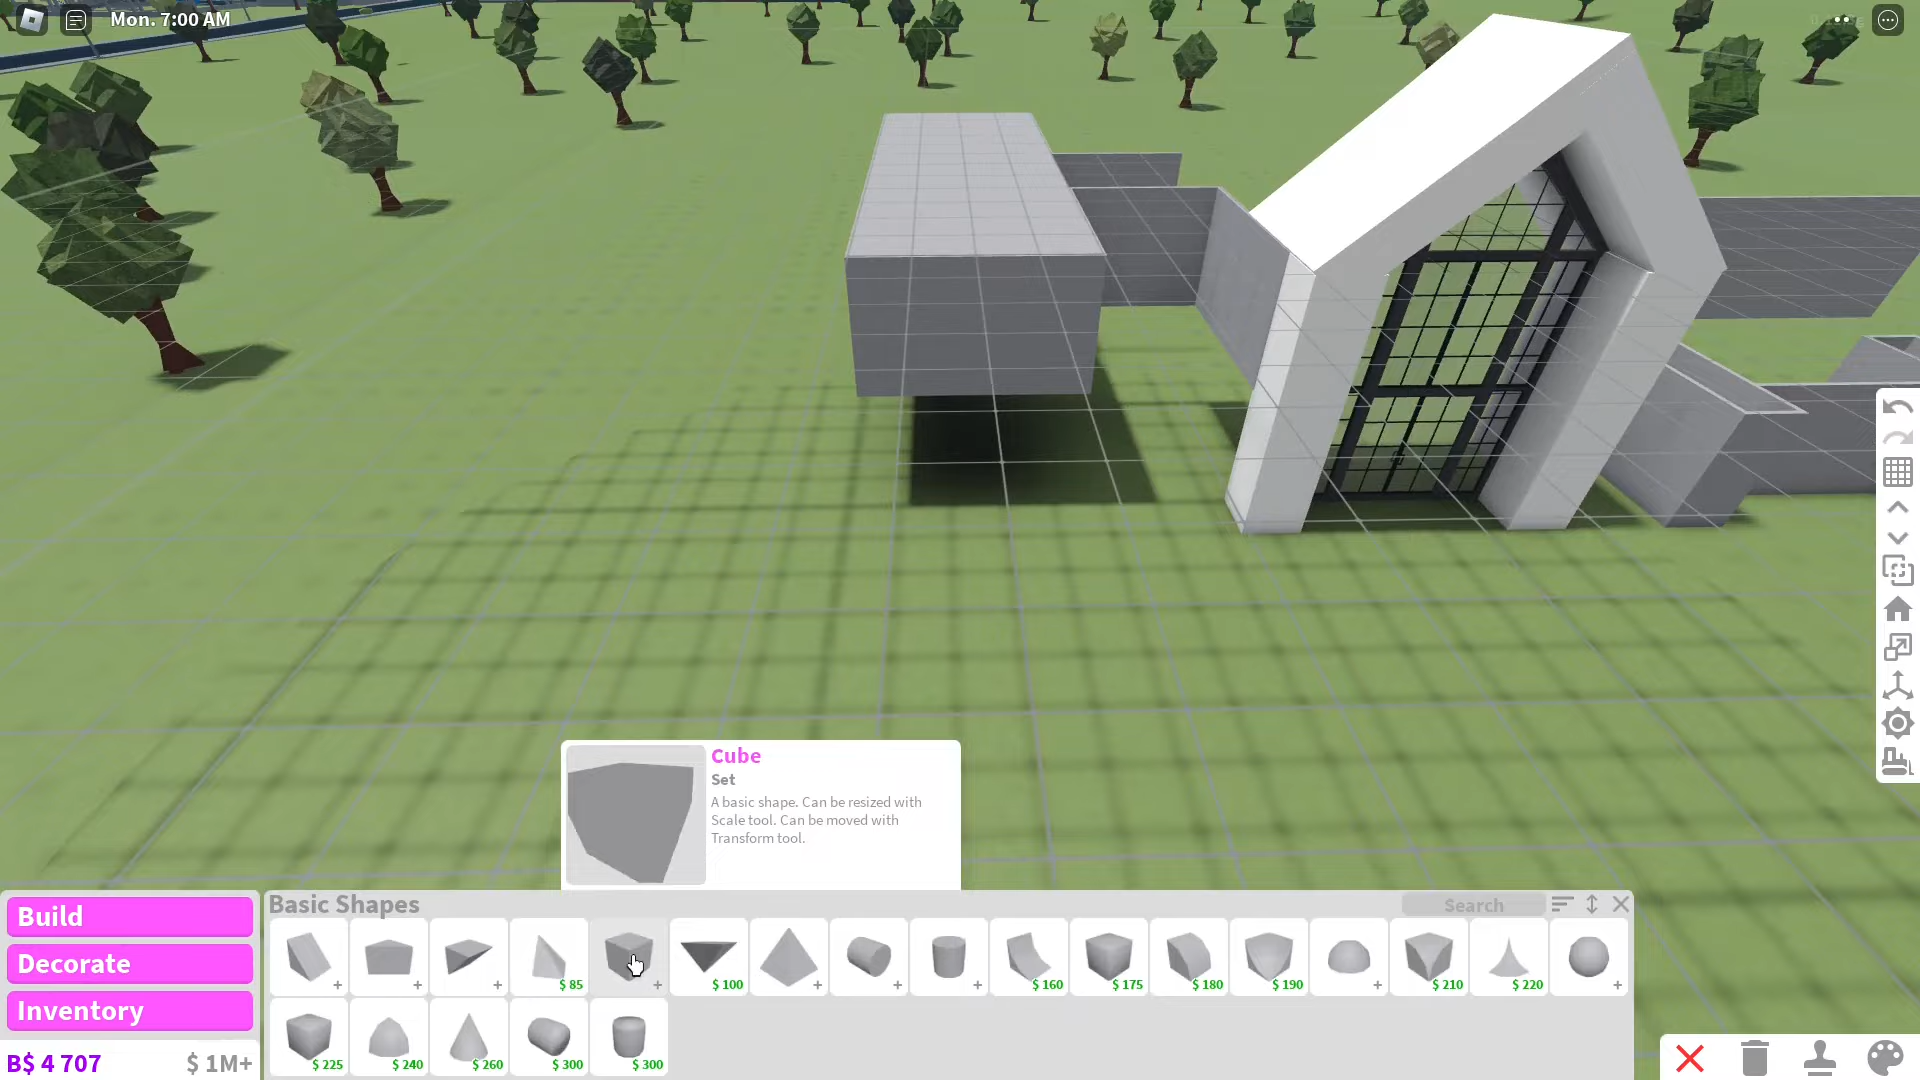 Mon. 7:00 AM
Cube
Set
A basic shape. Can be resized with
Scale tool. Can be moved with
Transform tool.
Build
Decorate
Inventory
B$ 4 707
$ 1M+
Basic Shapes
Search
+ + + $ 85 + $ 100 + + + $ 160 $ 175 $ 180 $ 190 + $ 210 $ 220 +
$ 225 $ 240 $ 260 $ 300 $ 300